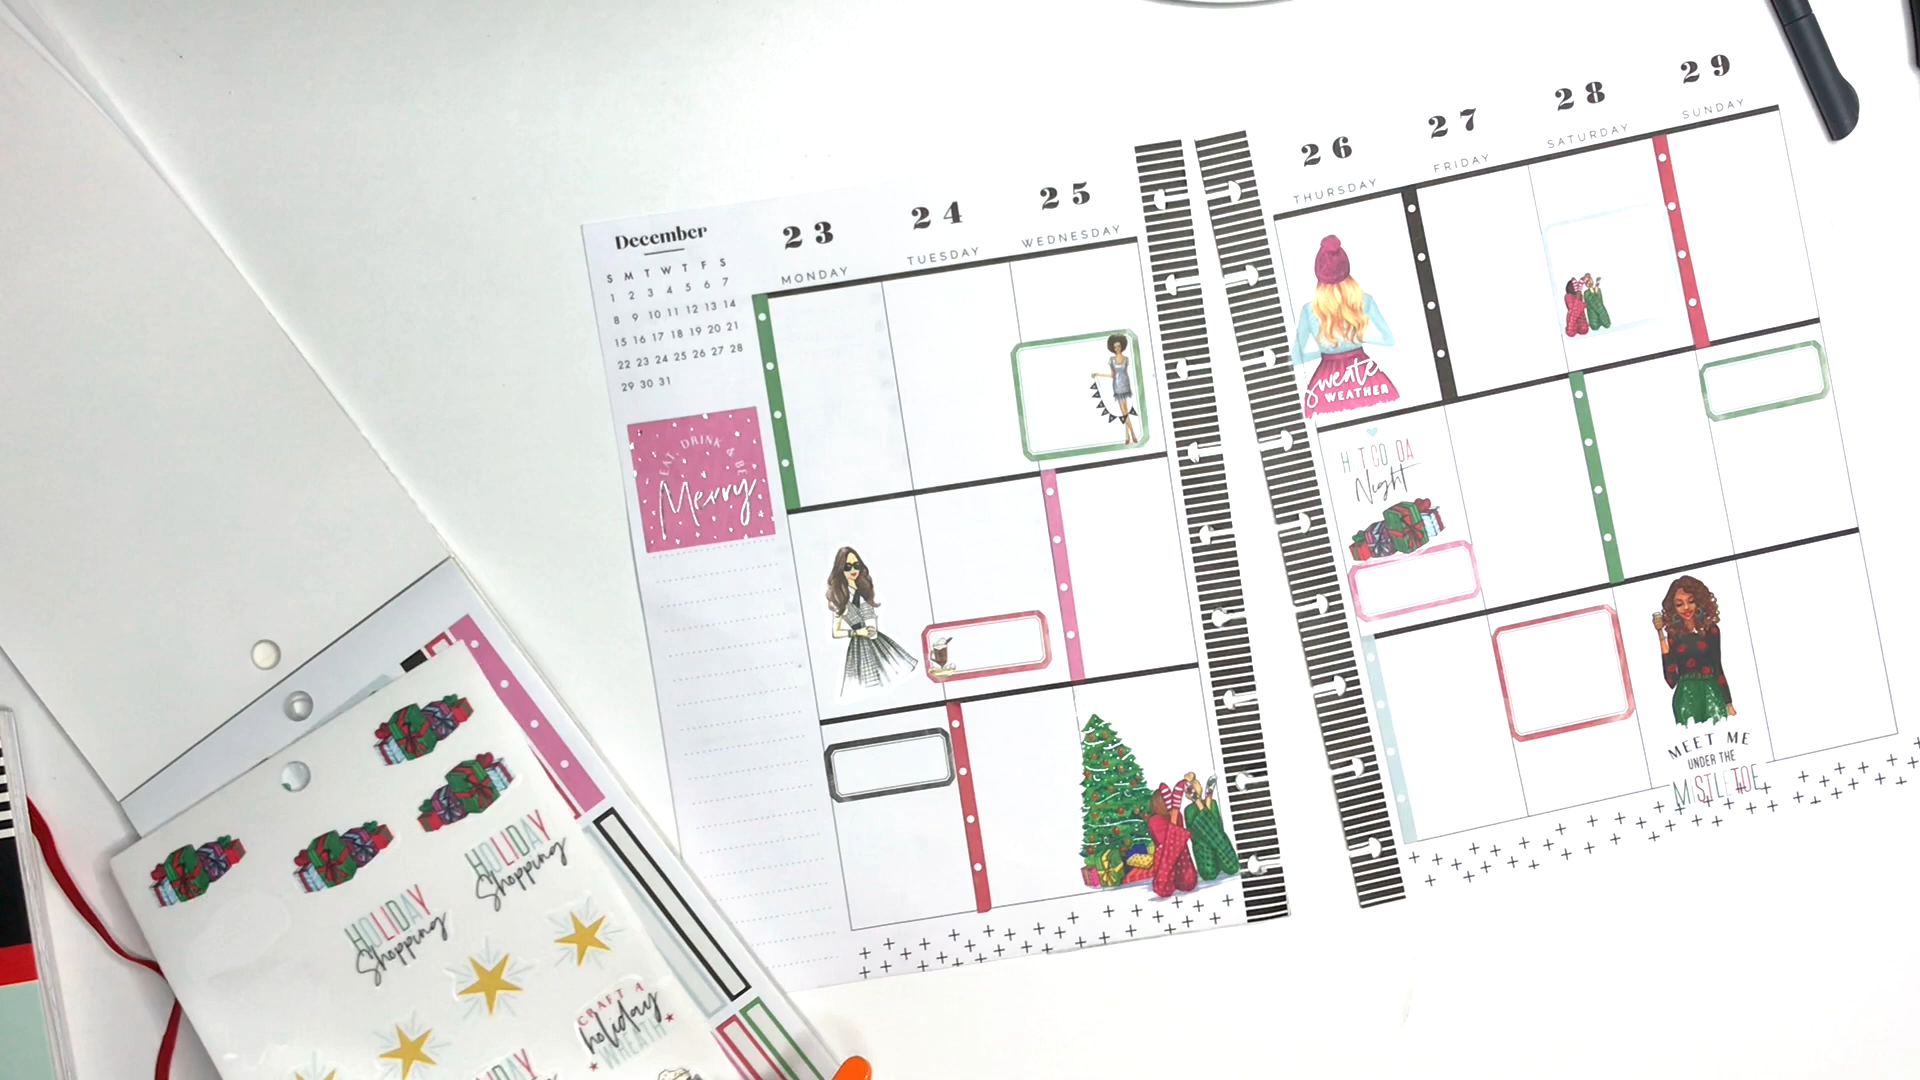 December
S M T W T F S
1 2 3 4 5 6 7
8 9 10 11 12 13 14
15 16 17 18 19 20 21
22 23 24 25 26 27 28
29 30 31
EAT, DRINK & BE
Merry
23
MONDAY
24
TUESDAY
25
WEDNESDAY
26
THURSDAY
27
FRIDAY
28
SATURDAY
29
SUNDAY
Sweater
WEATHER
HOT COCOA
Night
MEET ME
UNDER THE
MISTLETOE
HOLIDAY
Shopping
HOLIDAY
Shopping
CRAFT A
holiday
WREATH